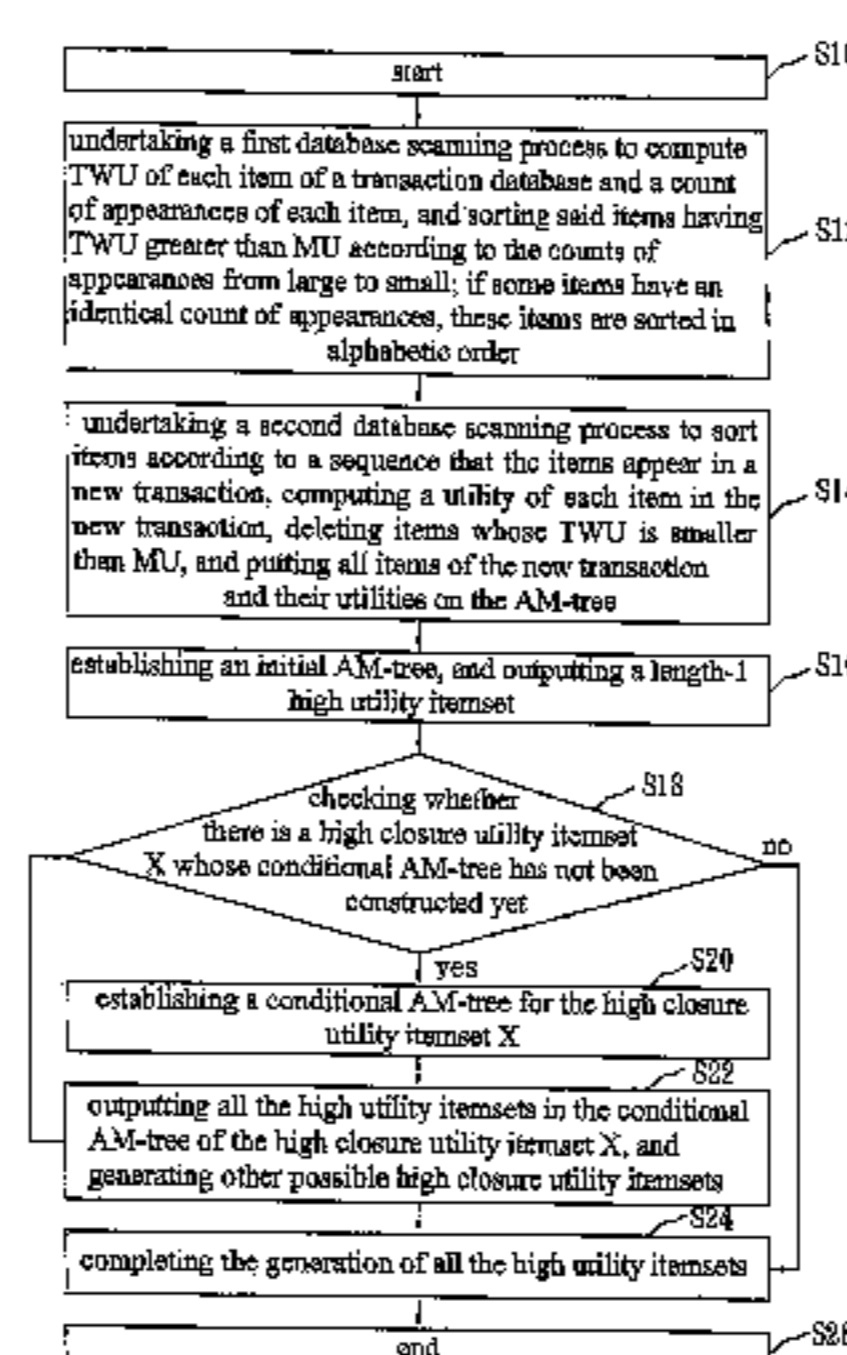 start
undertaking a first database scanning process to compute
TWU of each item of a transaction database and a count
of appearances of each item, and sorting said items having
TWU greater than MU according to the counts of
appearances from large to small; if some items have an
identical count of appearances, these items are sorted in
alphabetic order
undertaking a second database scanning process to sort
items according to a sequence that the items appear in a
new transaction, computing a utility of each item in the
new transaction, deleting items whose TWU is smaller
than MU, and putting all items of the new transaction
and their utilities on the AM-tree
establishing an initial AM-tree, and outputting a length-1
high utility itemset
S18
checking whether
there is a high closure utility itemset
X whose conditional AM-tree has not been
constructed yet
no
yes
S20
establishing a conditional AM-tree for the high closure
utility itemset X
S22
outputting all the high utility itemsets in the conditional
AM-tree of the high closure utility itemset X, and
generating other possible high closure utility itemsets
S24
completing the generation of all the high utility itemsets
S26
end